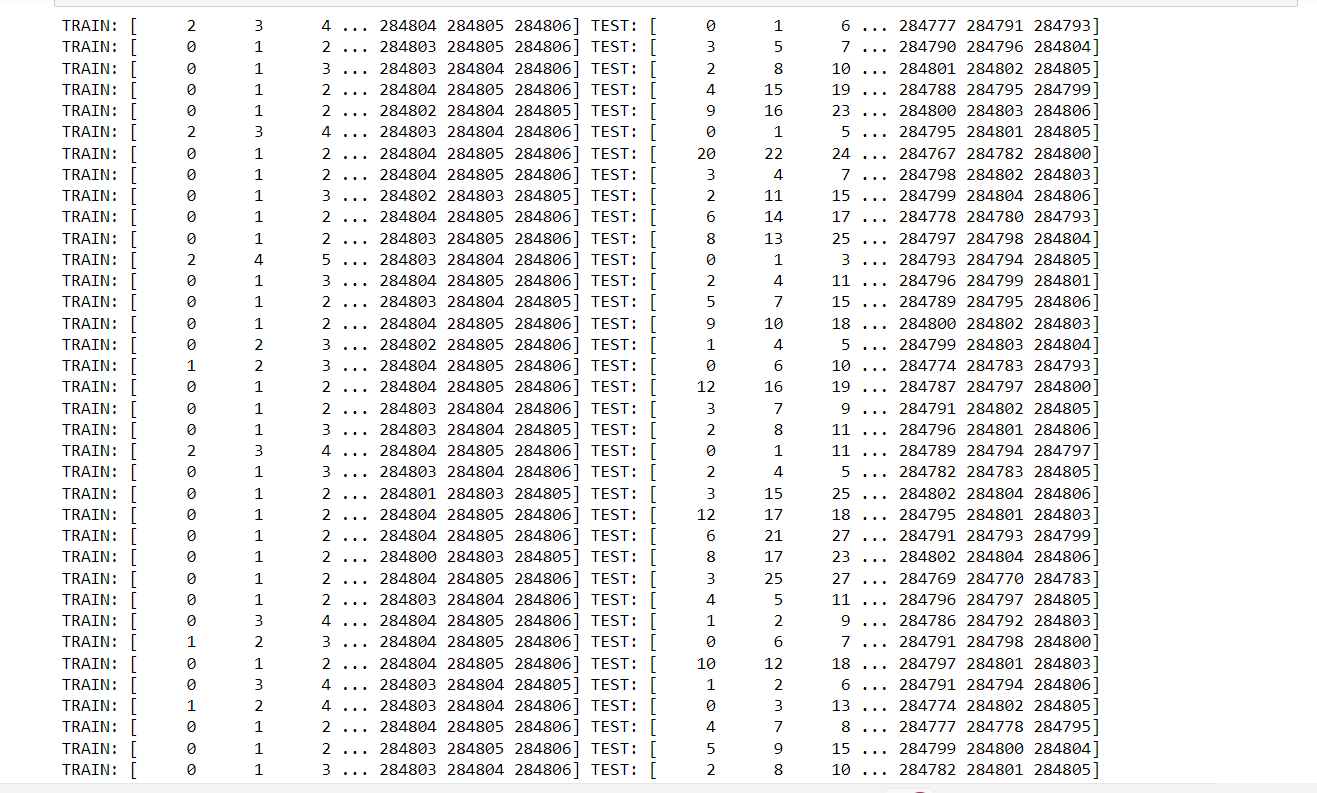 TRAIN: [     2      3      4 ... 284804 284805 284806] TEST: [     0      1      6 ... 284777 284791 284793]
TRAIN: [     0      1      2 ... 284803 284805 284806] TEST: [     3      5      7 ... 284790 284796 284804]
TRAIN: [     0      1      3 ... 284803 284804 284806] TEST: [     2      8     10 ... 284801 284802 284805]
TRAIN: [     0      1      2 ... 284804 284805 284806] TEST: [     4     15     19 ... 284788 284795 284799]
TRAIN: [     0      1      2 ... 284802 284804 284805] TEST: [     9     16     23 ... 284800 284803 284806]
TRAIN: [     2      3      4 ... 284803 284804 284806] TEST: [     0      1      5 ... 284795 284801 284805]
TRAIN: [     0      1      2 ... 284804 284805 284806] TEST: [    20     22     24 ... 284767 284782 284800]
TRAIN: [     0      1      2 ... 284804 284805 284806] TEST: [     3      4      7 ... 284798 284802 284803]
TRAIN: [     0      1      3 ... 284802 284803 284805] TEST: [     2     11     15 ... 284799 284804 284806]
TRAIN: [     0      1      2 ... 284804 284805 284806] TEST: [     6     14     17 ... 284778 284780 284793]
TRAIN: [     0      1      2 ... 284803 284805 284806] TEST: [     8     13     25 ... 284797 284798 284804]
TRAIN: [     2      4      5 ... 284803 284804 284806] TEST: [     0      1      3 ... 284793 284794 284805]
TRAIN: [     0      1      3 ... 284804 284805 284806] TEST: [     2      4     11 ... 284796 284799 284801]
TRAIN: [     0      1      2 ... 284803 284804 284805] TEST: [     5      7     15 ... 284789 284795 284806]
TRAIN: [     0      1      2 ... 284804 284805 284806] TEST: [     9     10     18 ... 284800 284802 284803]
TRAIN: [     0      2      3 ... 284802 284805 284806] TEST: [     1      4      5 ... 284799 284803 284804]
TRAIN: [     1      2      3 ... 284804 284805 284806] TEST: [     0      6     10 ... 284774 284783 284793]
TRAIN: [     0      1      2 ... 284804 284805 284806] TEST: [    12     16     19 ... 284787 284797 284800]
TRAIN: [     0      1      2 ... 284803 284804 284806] TEST: [     3      7      9 ... 284791 284802 284805]
TRAIN: [     0      1      3 ... 284803 284804 284805] TEST: [     2      8     11 ... 284796 284801 284806]
TRAIN: [     2      3      4 ... 284804 284805 284806] TEST: [     0      1     11 ... 284789 284794 284797]
TRAIN: [     0      1      3 ... 284803 284804 284806] TEST: [     2      4      5 ... 284782 284783 284805]
TRAIN: [     0      1      2 ... 284801 284803 284805] TEST: [     3     15     25 ... 284802 284804 284806]
TRAIN: [     0      1      2 ... 284804 284805 284806] TEST: [    12     17     18 ... 284795 284801 284803]
TRAIN: [     0      1      2 ... 284804 284805 284806] TEST: [     6     21     27 ... 284791 284793 284799]
TRAIN: [     0      1      2 ... 284800 284803 284805] TEST: [     8     17     23 ... 284802 284804 284806]
TRAIN: [     0      1      2 ... 284804 284805 284806] TEST: [     3     25     27 ... 284769 284770 284783]
TRAIN: [     0      1      2 ... 284803 284804 284806] TEST: [     4      5     11 ... 284796 284797 284805]
TRAIN: [     0      3      4 ... 284804 284805 284806] TEST: [     1      2      9 ... 284786 284792 284803]
TRAIN: [     1      2      3 ... 284804 284805 284806] TEST: [     0      6      7 ... 284791 284798 284800]
TRAIN: [     0      1      2 ... 284804 284805 284806] TEST: [    10     12     18 ... 284797 284801 284803]
TRAIN: [     0      3      4 ... 284803 284804 284805] TEST: [     1      2      6 ... 284791 284794 284806]
TRAIN: [     1      2      4 ... 284803 284804 284806] TEST: [     0      3     13 ... 284774 284802 284805]
TRAIN: [     0      1      2 ... 284804 284805 284806] TEST: [     4      7      8 ... 284777 284778 284795]
TRAIN: [     0      1      2 ... 284803 284805 284806] TEST: [     5      9     15 ... 284799 284800 284804]
TRAIN: [     0      1      3 ... 284803 284804 284806] TEST: [     2      8     10 ... 284782 284801 284805]